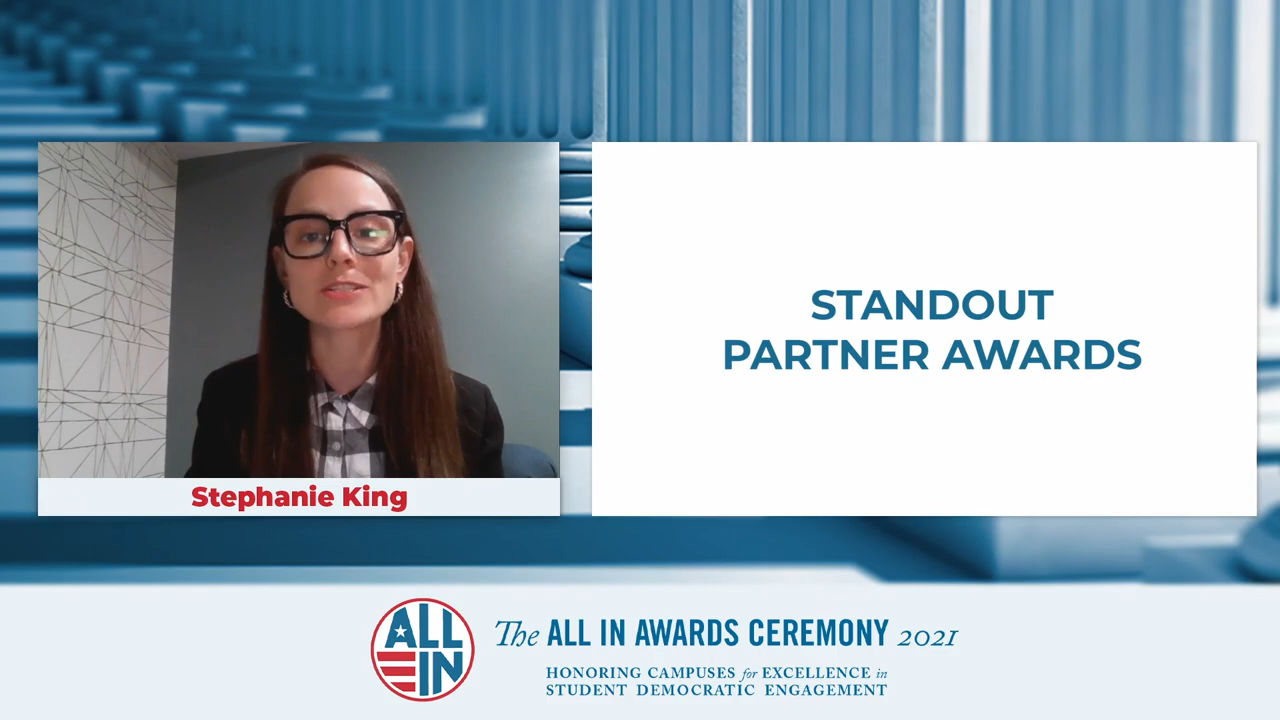 STANDOUT
PARTNER AWARDS
Stephanie King
ALL
IN
The ALL IN AWARDS CEREMONY 2021
HONORING CAMPUSES for EXCELLENCE in
STUDENT DEMOCRATIC ENGAGEMENT